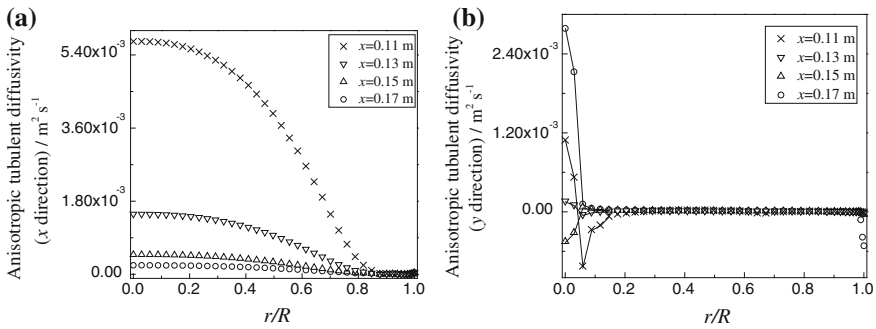 (a)
Anisotropic tubulent diffusivity
(x direction) / m² s⁻¹
5.40x10⁻³
3.60x10⁻³
1.80x10⁻³
0.00
x=0.11 m
x=0.13 m
x=0.15 m
x=0.17 m
0.0 0.2 0.4 0.6 0.8 1.0
r/R
(b)
Anisotropic tubulent diffusivity
(y direction) / m² s⁻¹
2.40x10⁻³
1.20x10⁻³
0.00
x=0.11 m
x=0.13 m
x=0.15 m
x=0.17 m
0.0 0.2 0.4 0.6 0.8 1.0
r/R